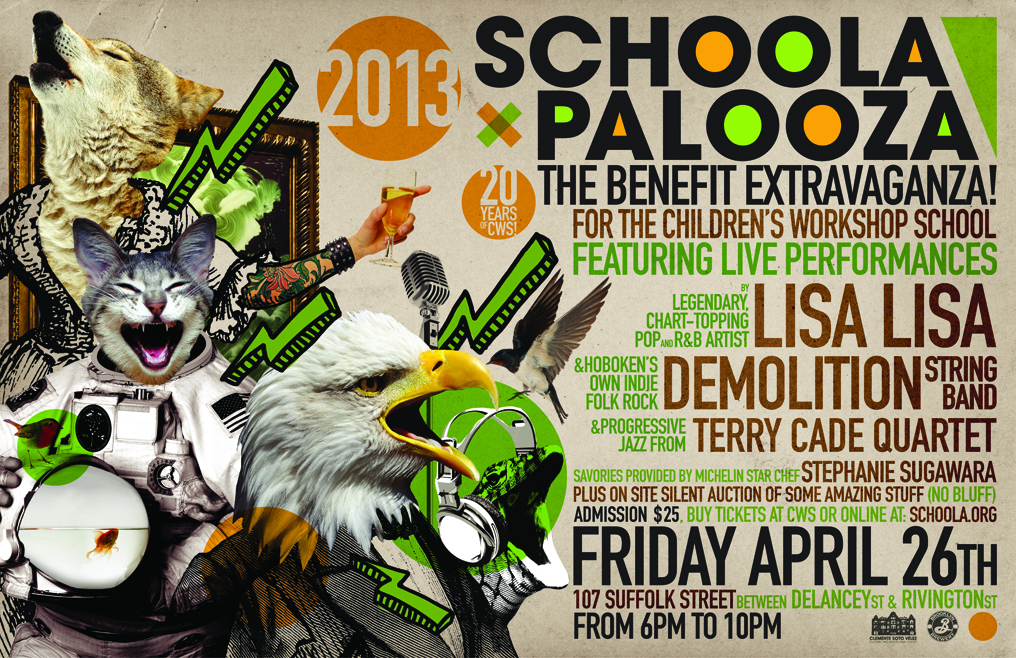 2013
SCHOOLA
PALOOZA
20
YEARS
OF CWS!
THE BENEFIT EXTRAVAGANZA!
FOR THE CHILDREN'S WORKSHOP SCHOOL
FEATURING LIVE PERFORMANCES
BY
LEGENDARY,
CHART-TOPPING
POP AND R&B ARTIST
LISA LISA
&HOBOKEN'S
OWN INDIE
FOLK ROCK
DEMOLITION
STRING
BAND
&PROGRESSIVE
JAZZ FROM
TERRY CADE QUARTET
SAVORIES PROVIDED BY MICHELIN STAR CHEF STEPHANIE SUGAWARA
PLUS ON SITE SILENT AUCTION OF SOME AMAZING STUFF (NO BLUFF)
ADMISSION $25, BUY TICKETS AT CWS OR ONLINE AT: SCHOOLA.ORG
FRIDAY APRIL 26TH
107 SUFFOLK STREET BETWEEN DELANCEY ST & RIVINGTON ST
FROM 6PM TO 10PM
CLEMENTE SOTO VELEZ